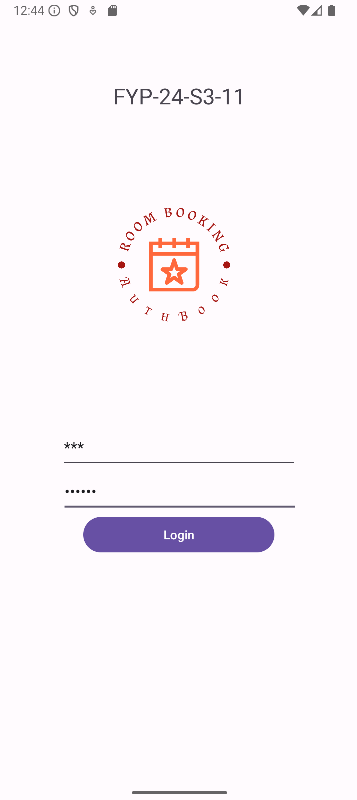 12:44
FYP-24-S3-11
ROOM BOOKING
AUTHBOOK
***
••••••
Login